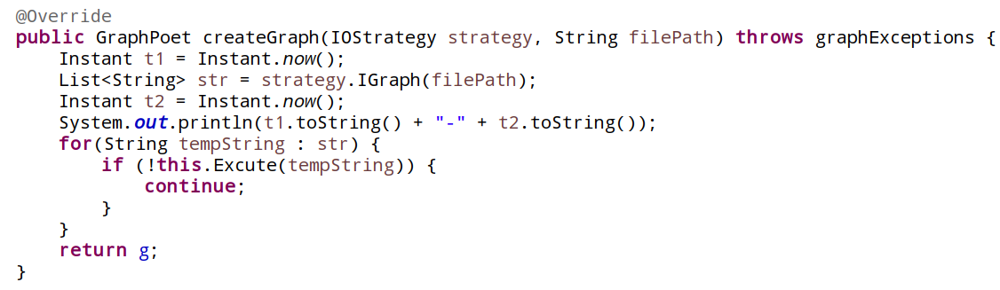 @Override
public GraphPoet createGraph(IOStrategy strategy, String filePath) throws graphExceptions {
    Instant t1 = Instant.now();
    List<String> str = strategy.IGraph(filePath);
    Instant t2 = Instant.now();
    System.out.println(t1.toString() + "-" + t2.toString());
    for(String tempString : str) {
        if (!this.Excute(tempString)) {
            continue;
        }
    }
    return g;
}